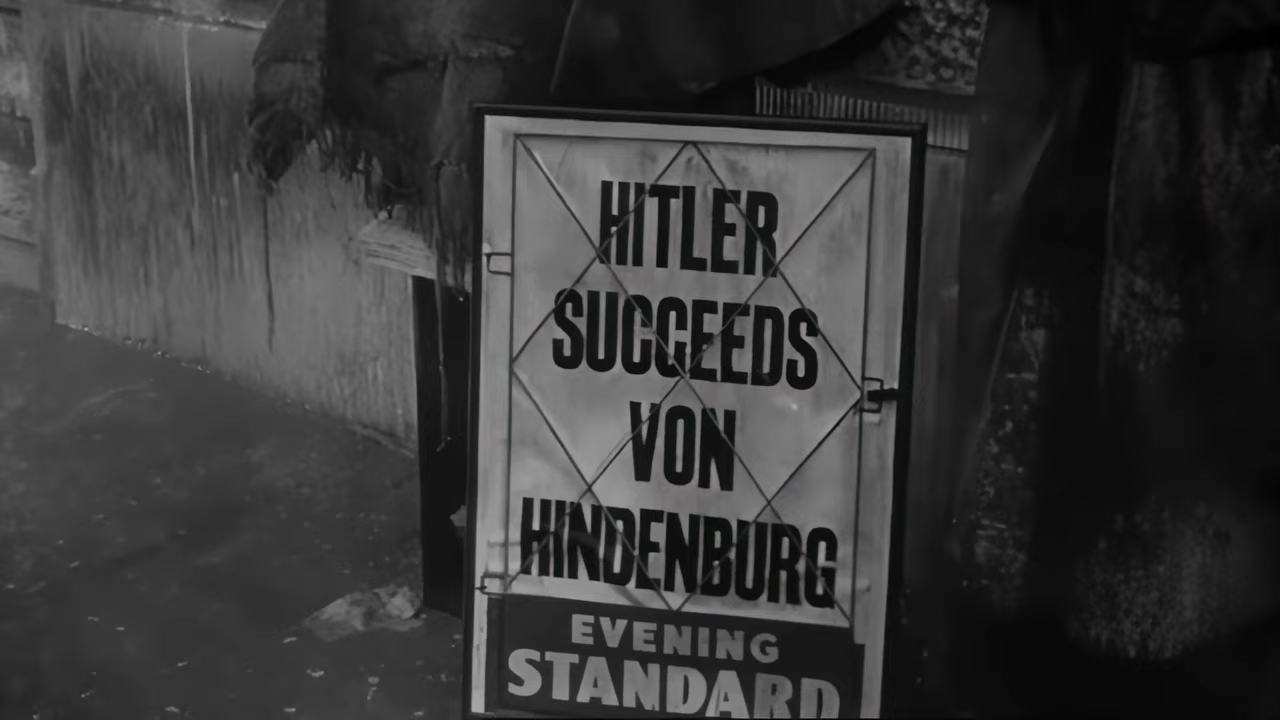 HITLER
SUCCEEDS
VON
HINDENBURG
EVENING
STANDARD